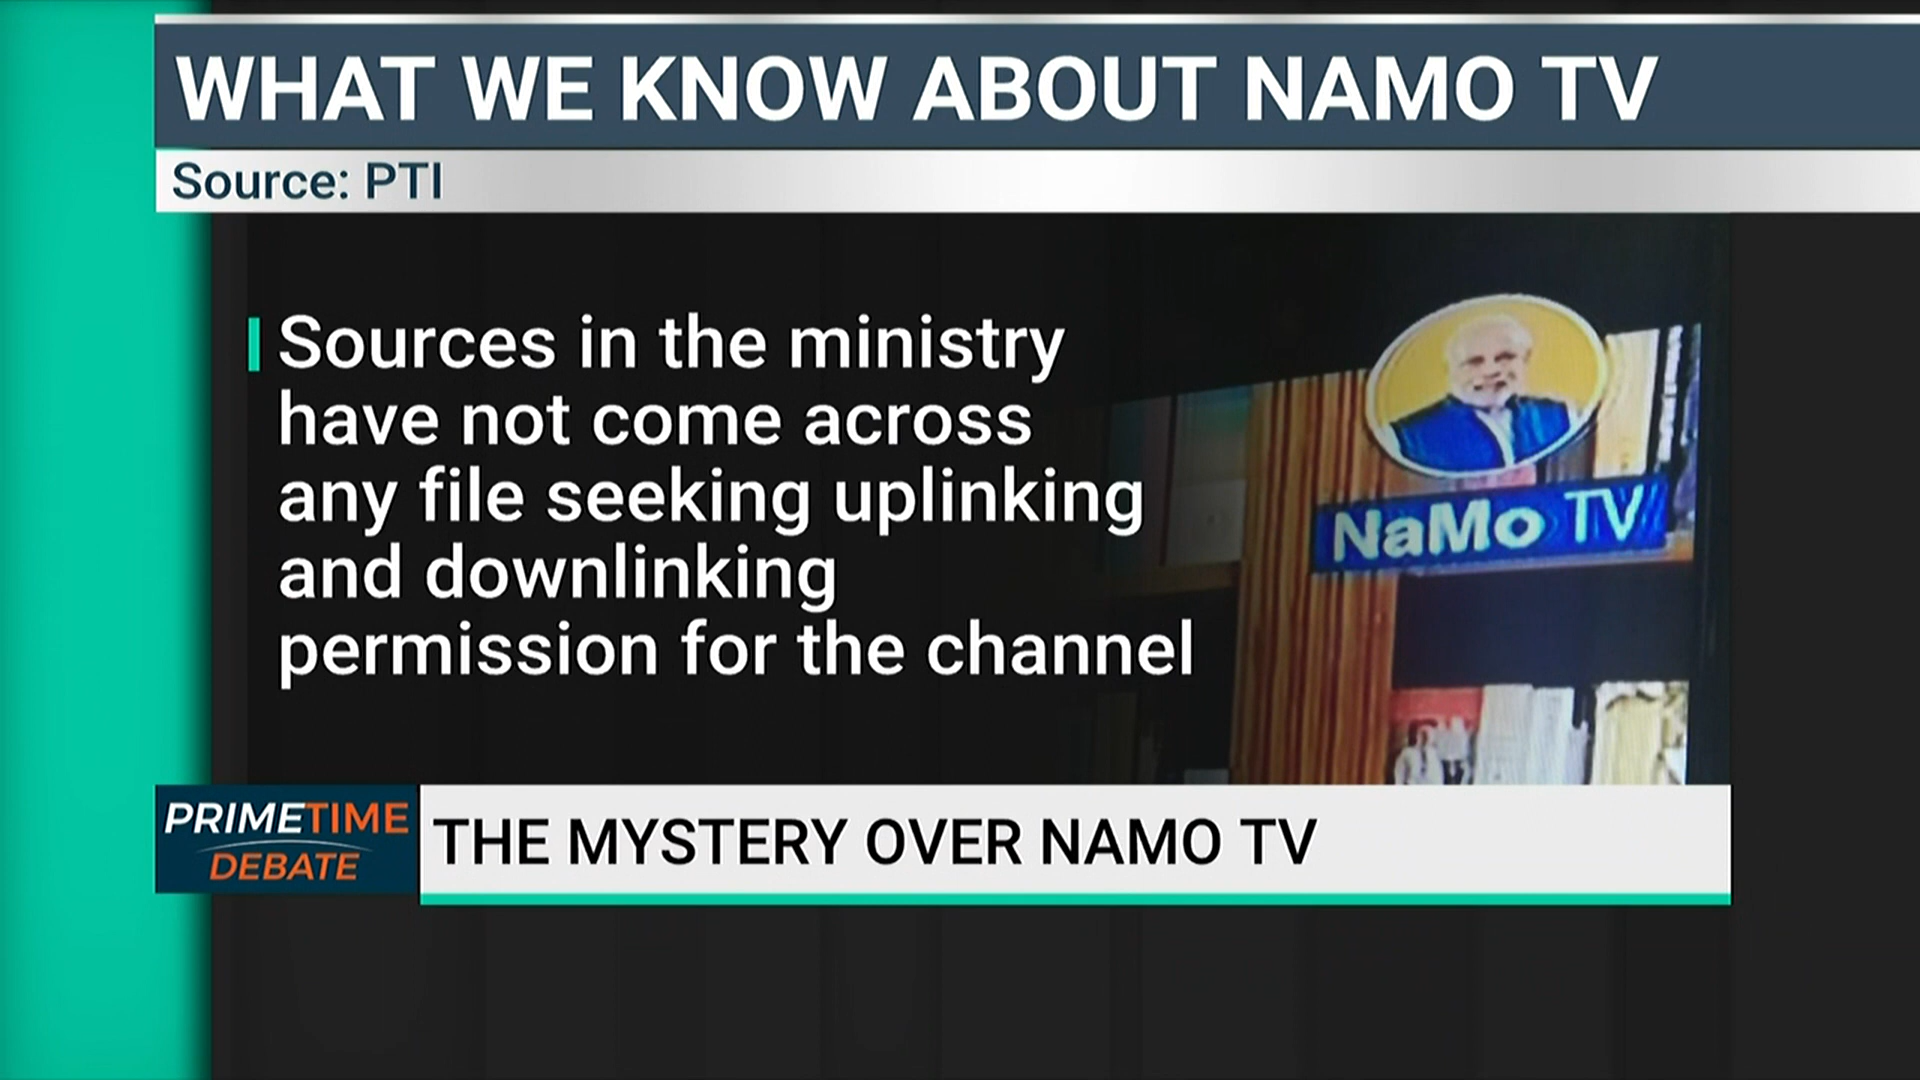 WHAT WE KNOW ABOUT NAMO TV
Source: PTI
Sources in the ministry
have not come across
any file seeking uplinking
and downlinking
permission for the channel
NaMo TV
PRIMETIME
DEBATE
THE MYSTERY OVER NAMO TV